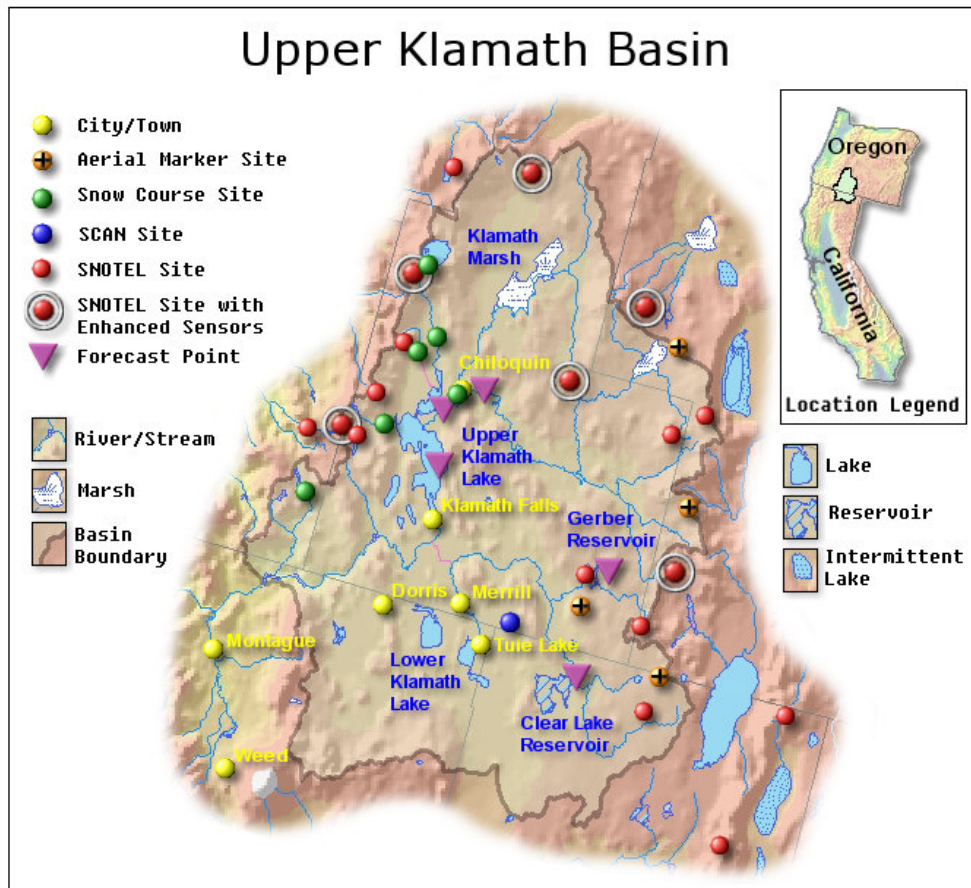 Upper Klamath Basin
City/Town
Aerial Marker Site
Snow Course Site
SCAN Site
SNOTEL Site
SNOTEL Site with
Enhanced Sensors
Forecast Point
River/Stream
Marsh
Basin
Boundary
Oregon
California
Location Legend
Lake
Reservoir
Intermittent
Lake
Klamath
Marsh
Chiloquin
Upper
Klamath
Lake
Klamath Falls
Gerber
Reservoir
Dorris
Merrill
Montague
Tule Lake
Lower
Klamath
Lake
Clear Lake
Reservoir
Weed